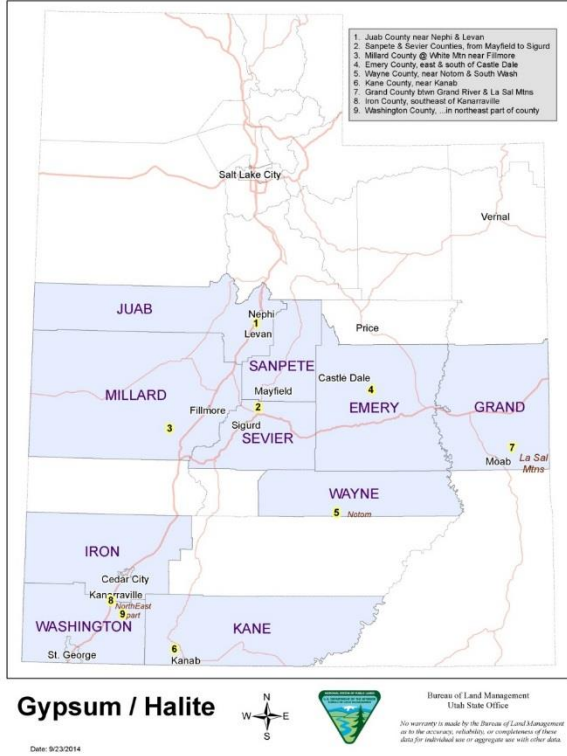 1. Juab County near Nephi & Levan
2. Sanpete & Sevier Counties, from Mayfield to Sigurd
3. Millard County @ White Mtn near Fillmore
4. Emery County, east & south of Castle Dale
5. Wayne County, near Notom & South Wash
6. Kane County, near Kanab
7. Grand County btwn Grand River & La Sal Mtns
8. Iron County, southeast of Kanarraville
9. Washington County, ...in northeast part of county
Salt Lake City
Vernal
JUAB
Nephi
1
Levan
Price
SANPETE
Castle Dale
MILLARD
Mayfield
4
Fillmore
2
EMERY
GRAND
3
Sigurd
SEVIER
7
La Sal
Moab
Mtns
WAYNE
5
Notom
IRON
Cedar City
Kanarraville
8
NorthEast
9
part
WASHINGTON
KANE
St. George
6
Kanab
Gypsum / Halite
N
W
E
S
Date: 9/23/2014
Bureau of Land Management
Utah State Office
No warranty is made by the Bureau of Land Management
as to the accuracy, reliability, or completeness of these
data for individual use or aggregate use with other data.